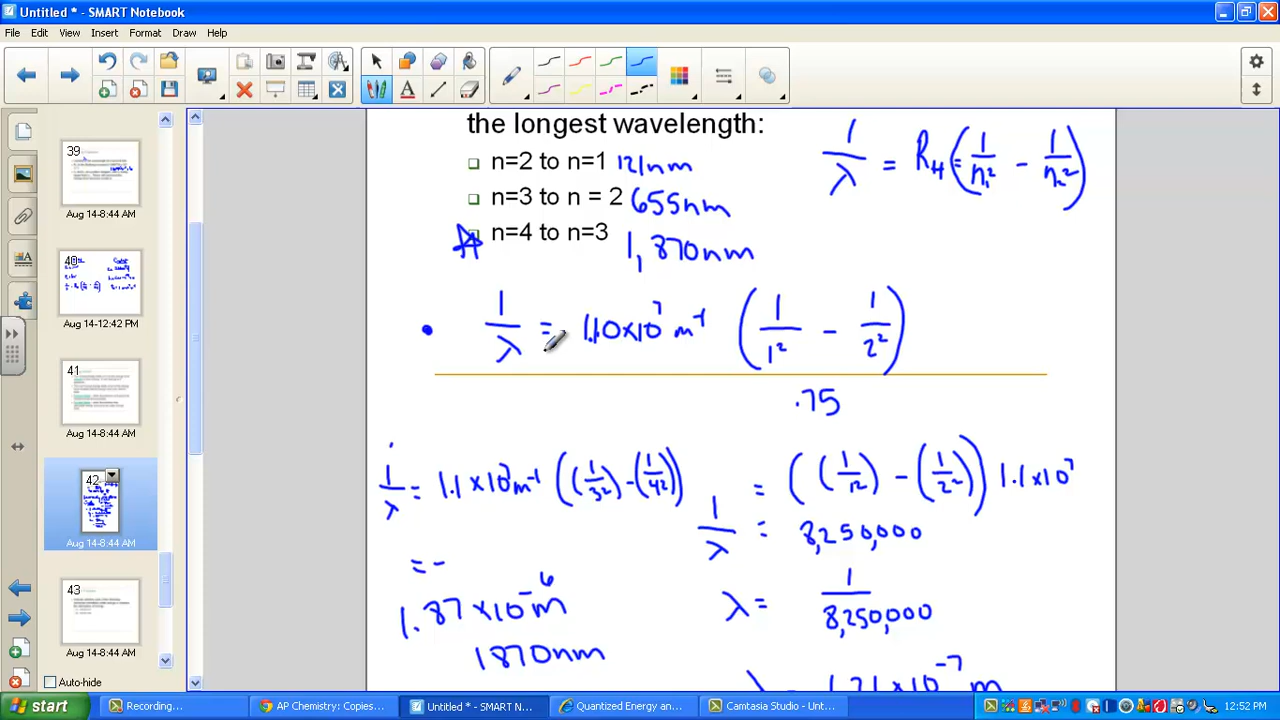 Untitled * - SMART Notebook
File Edit View Insert Format Draw Help
39
Aug 14-8:44 AM
40
Aug 14-12:42 PM
41
Aug 14-8:44 AM
42
Aug 14-8:44 AM
43
Aug 14-8:44 AM
Auto-hide
the longest wavelength:
n=2 to n=1 121nm
n=3 to n = 2 655nm
n=4 to n=3 1,870nm
1/λ = R_H (1/n₁² - 1/n₂²)
1/λ = 1.10x10⁷ m⁻¹ (1/1² - 1/2²)
.75
1/λ = 1.1x10⁷m⁻¹ ((1/3²)-(1/4²))
= ((1/1²) - (1/2²)) 1.1x10⁷
1/λ = 8,250,000
= -
1.87x10⁻⁶m
λ = 1/8,250,000
1870nm
λ = 1.21x10⁻⁷ m
start
Recording...
AP Chemistry: Copies...
Untitled * - SMART N...
Quantized Energy an...
Camtasia Studio - Unt...
12:52 PM